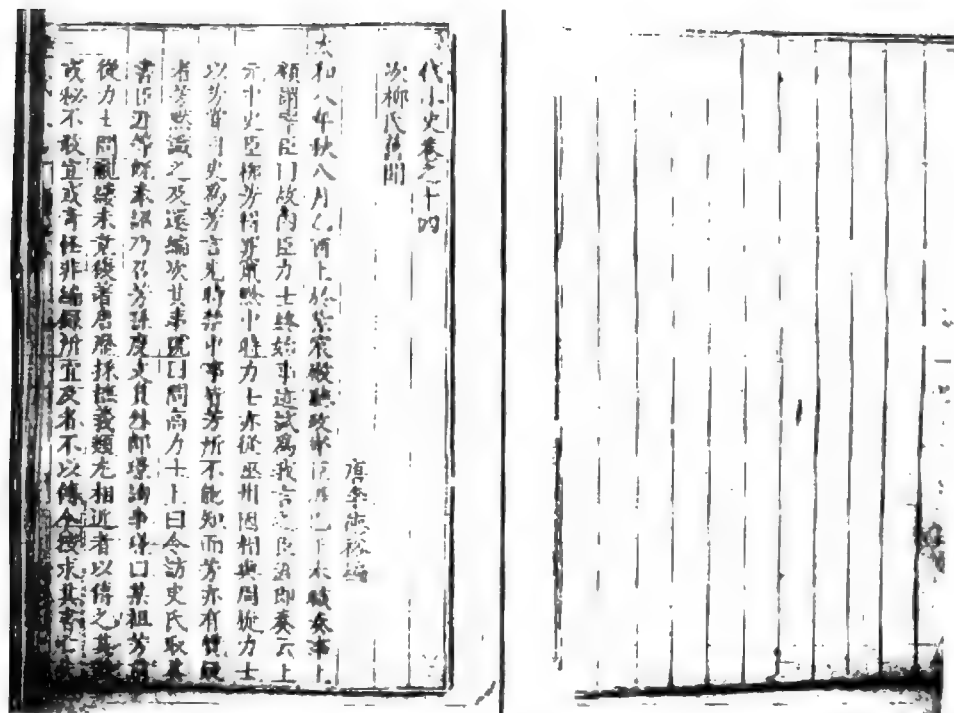 代小史卷之十四
次柳氏舊聞
唐李德裕編
大和八年秋八月乙酉上於紫宸殿聽政宰臣涯已下奉職奏事上
顧謂宰臣曰故內臣力士終始事迹試爲我言之臣涯即奏云上
元中史臣柳芳得罪竄黔中時力士亦從巫州因相與周旋力士
以芳嘗司史爲芳言先時禁中事皆芳所不能知而芳亦有質疑
者芳默識之及還編次其事號曰問高力士上曰令訪史氏取其
書臣涯等既奉詔乃召芳孫度支員外郎璟詢事璟曰某祖芳前
從力士問覼縷未竟後著唐曆採摭義類尤相近者以傳之其餘
或秘不敢宣或奇怪非編録所宜及者不以傳今按求其書亡失